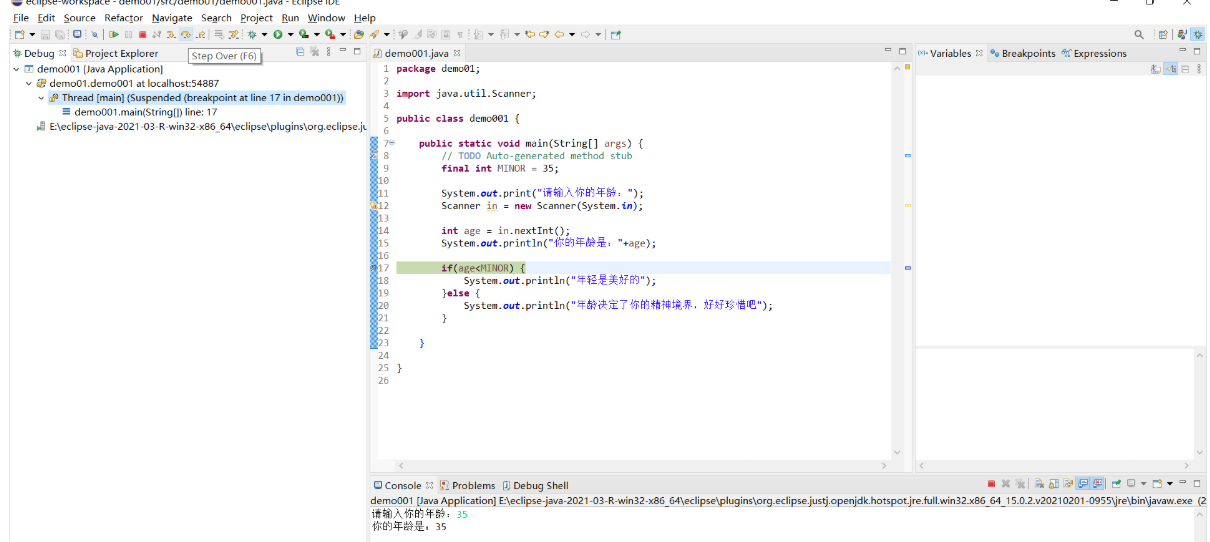 eclipse-workspace - demo01/src/demo01/demo001.java - Eclipse IDE
File Edit Source Refactor Navigate Search Project Run Window Help
Step Over (F6)
Debug Project Explorer
demo001 [Java Application]
demo01.demo001 at localhost:54887
Thread [main] (Suspended (breakpoint at line 17 in demo001))
demo001.main(String[]) line: 17
E:\eclipse-java-2021-03-R-win32-x86_64\eclipse\plugins\org.eclipse.ju
demo001.java
1 package demo01;
2
3 import java.util.Scanner;
4
5 public class demo001 {
6
7 public static void main(String[] args) {
8 // TODO Auto-generated method stub
9 final int MINOR = 35;
10
11 System.out.print("请输入你的年龄：");
12 Scanner in = new Scanner(System.in);
13
14 int age = in.nextInt();
15 System.out.println("你的年龄是："+age);
16
17 if(age<MINOR) {
18 System.out.println("年轻是美好的");
19 }else {
20 System.out.println("年龄决定了你的精神境界，好好珍惜吧");
21 }
22
23 }
24
25 }
26
Variables Breakpoints Expressions
Console Problems Debug Shell
demo001 [Java Application] E:\eclipse-java-2021-03-R-win32-x86_64\eclipse\plugins\org.eclipse.justj.openjdk.hotspot.jre.full.win32.x86_64_15.0.2.v20210201-0955\jre\bin\javaw.exe (2
请输入你的年龄：35
你的年龄是：35